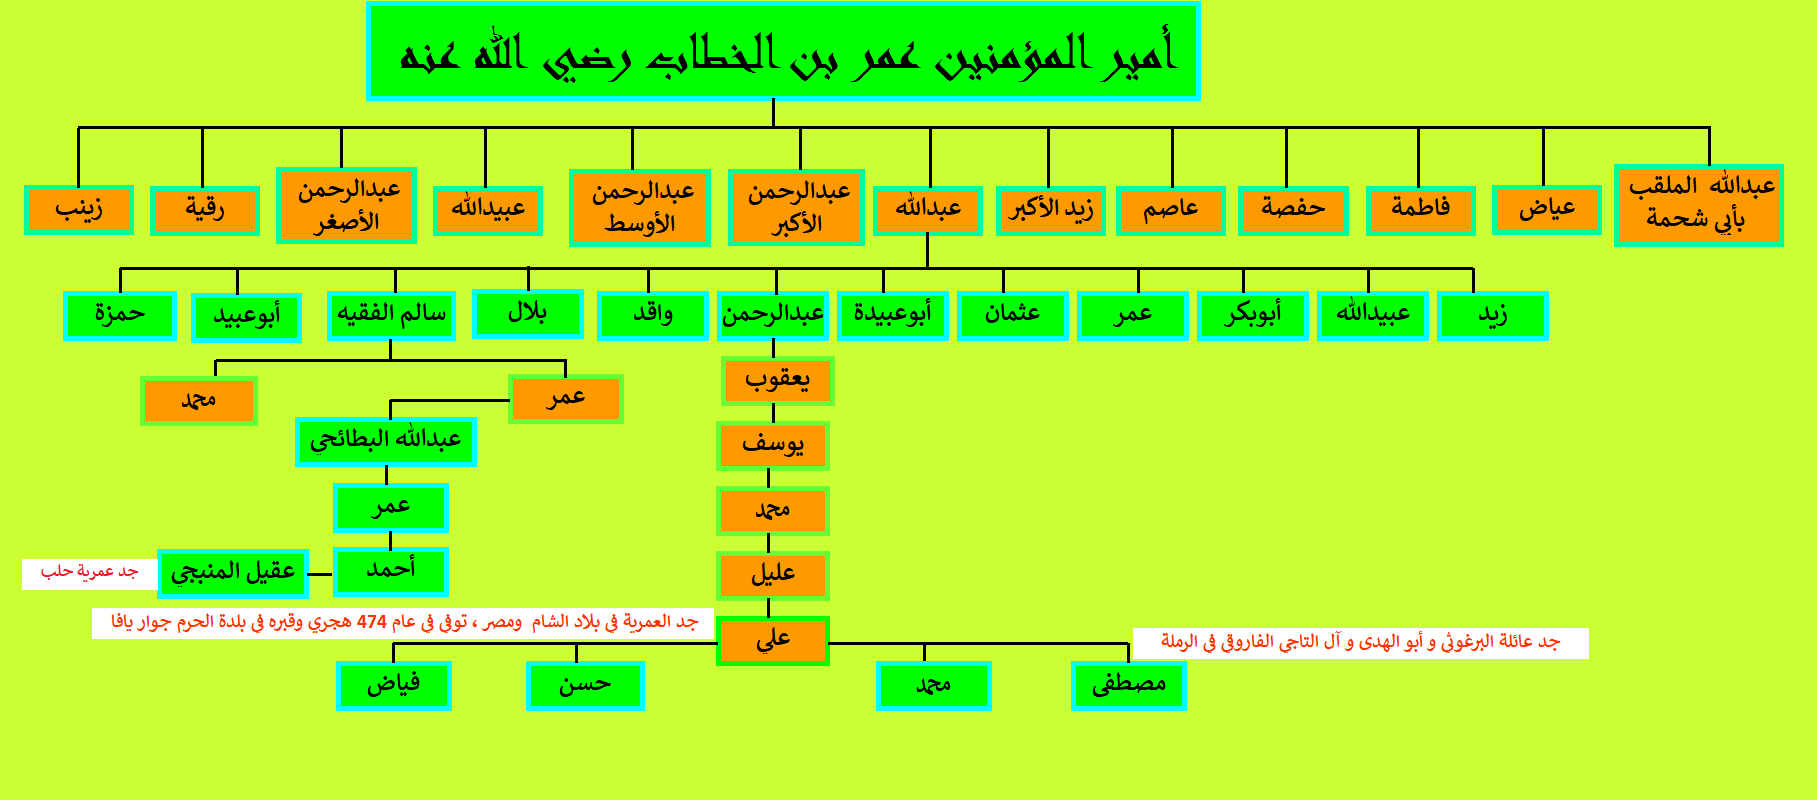 أمير المؤمنين عمر بن الخطاب رضي الله عنه
عبدالله الملقب
بأبي شحمة
عياض
فاطمة
حفصة
عاصم
زيد الأكبر
عبدالله
عبدالرحمن
الأكبر
عبدالرحمن
الأوسط
عبيدالله
عبدالرحمن
الأصغر
رقية
زينب
زيد
عبيدالله
أبوبكر
عمر
عثمان
أبوعبيدة
عبدالرحمن
واقد
بلال
سالم الفقيه
أبوعبيد
حمزة
يعقوب
عمر
محمد
يوسف
عبدالله البطائحي
محمد
عمر
عليل
أحمد
عقيل المنبجي
جد عمرية حلب
علي
جد العمرية في بلاد الشام ومصر ، توفى في عام 474 هجري وقبره في بلدة الحرم جوار يافا
جد عائلة البرغوثي و أبو الهدى و آل التاجي الفاروقي في الرملة
مصطفى
محمد
حسن
فياض